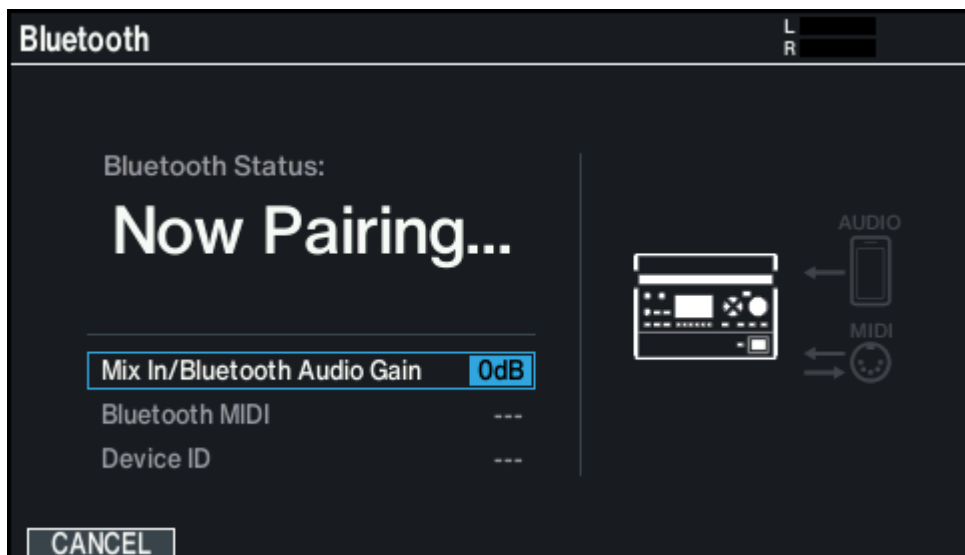 Bluetooth
L
R
Bluetooth Status:
Now Pairing...
AUDIO
MIDI
Mix In/Bluetooth Audio Gain 0dB
Bluetooth MIDI ---
Device ID ---
CANCEL